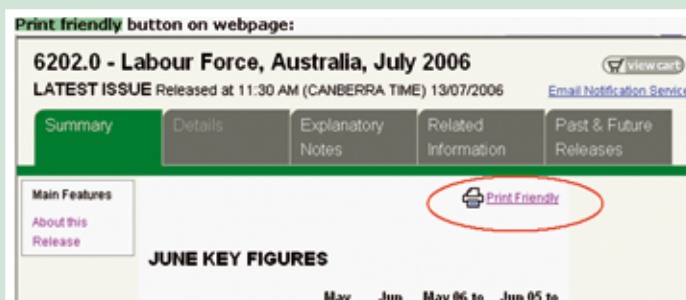 Print friendly button on webpage:
6202.0 - Labour Force, Australia, July 2006
view cart
LATEST ISSUE Released at 11:30 AM (CANBERRA TIME) 13/07/2006
Email Notification Service
Summary
Details
Explanatory
Notes
Related
Information
Past & Future
Releases
Main Features
About this
Release
Print Friendly
JUNE KEY FIGURES
May Jun May 06 to Jun 05 to